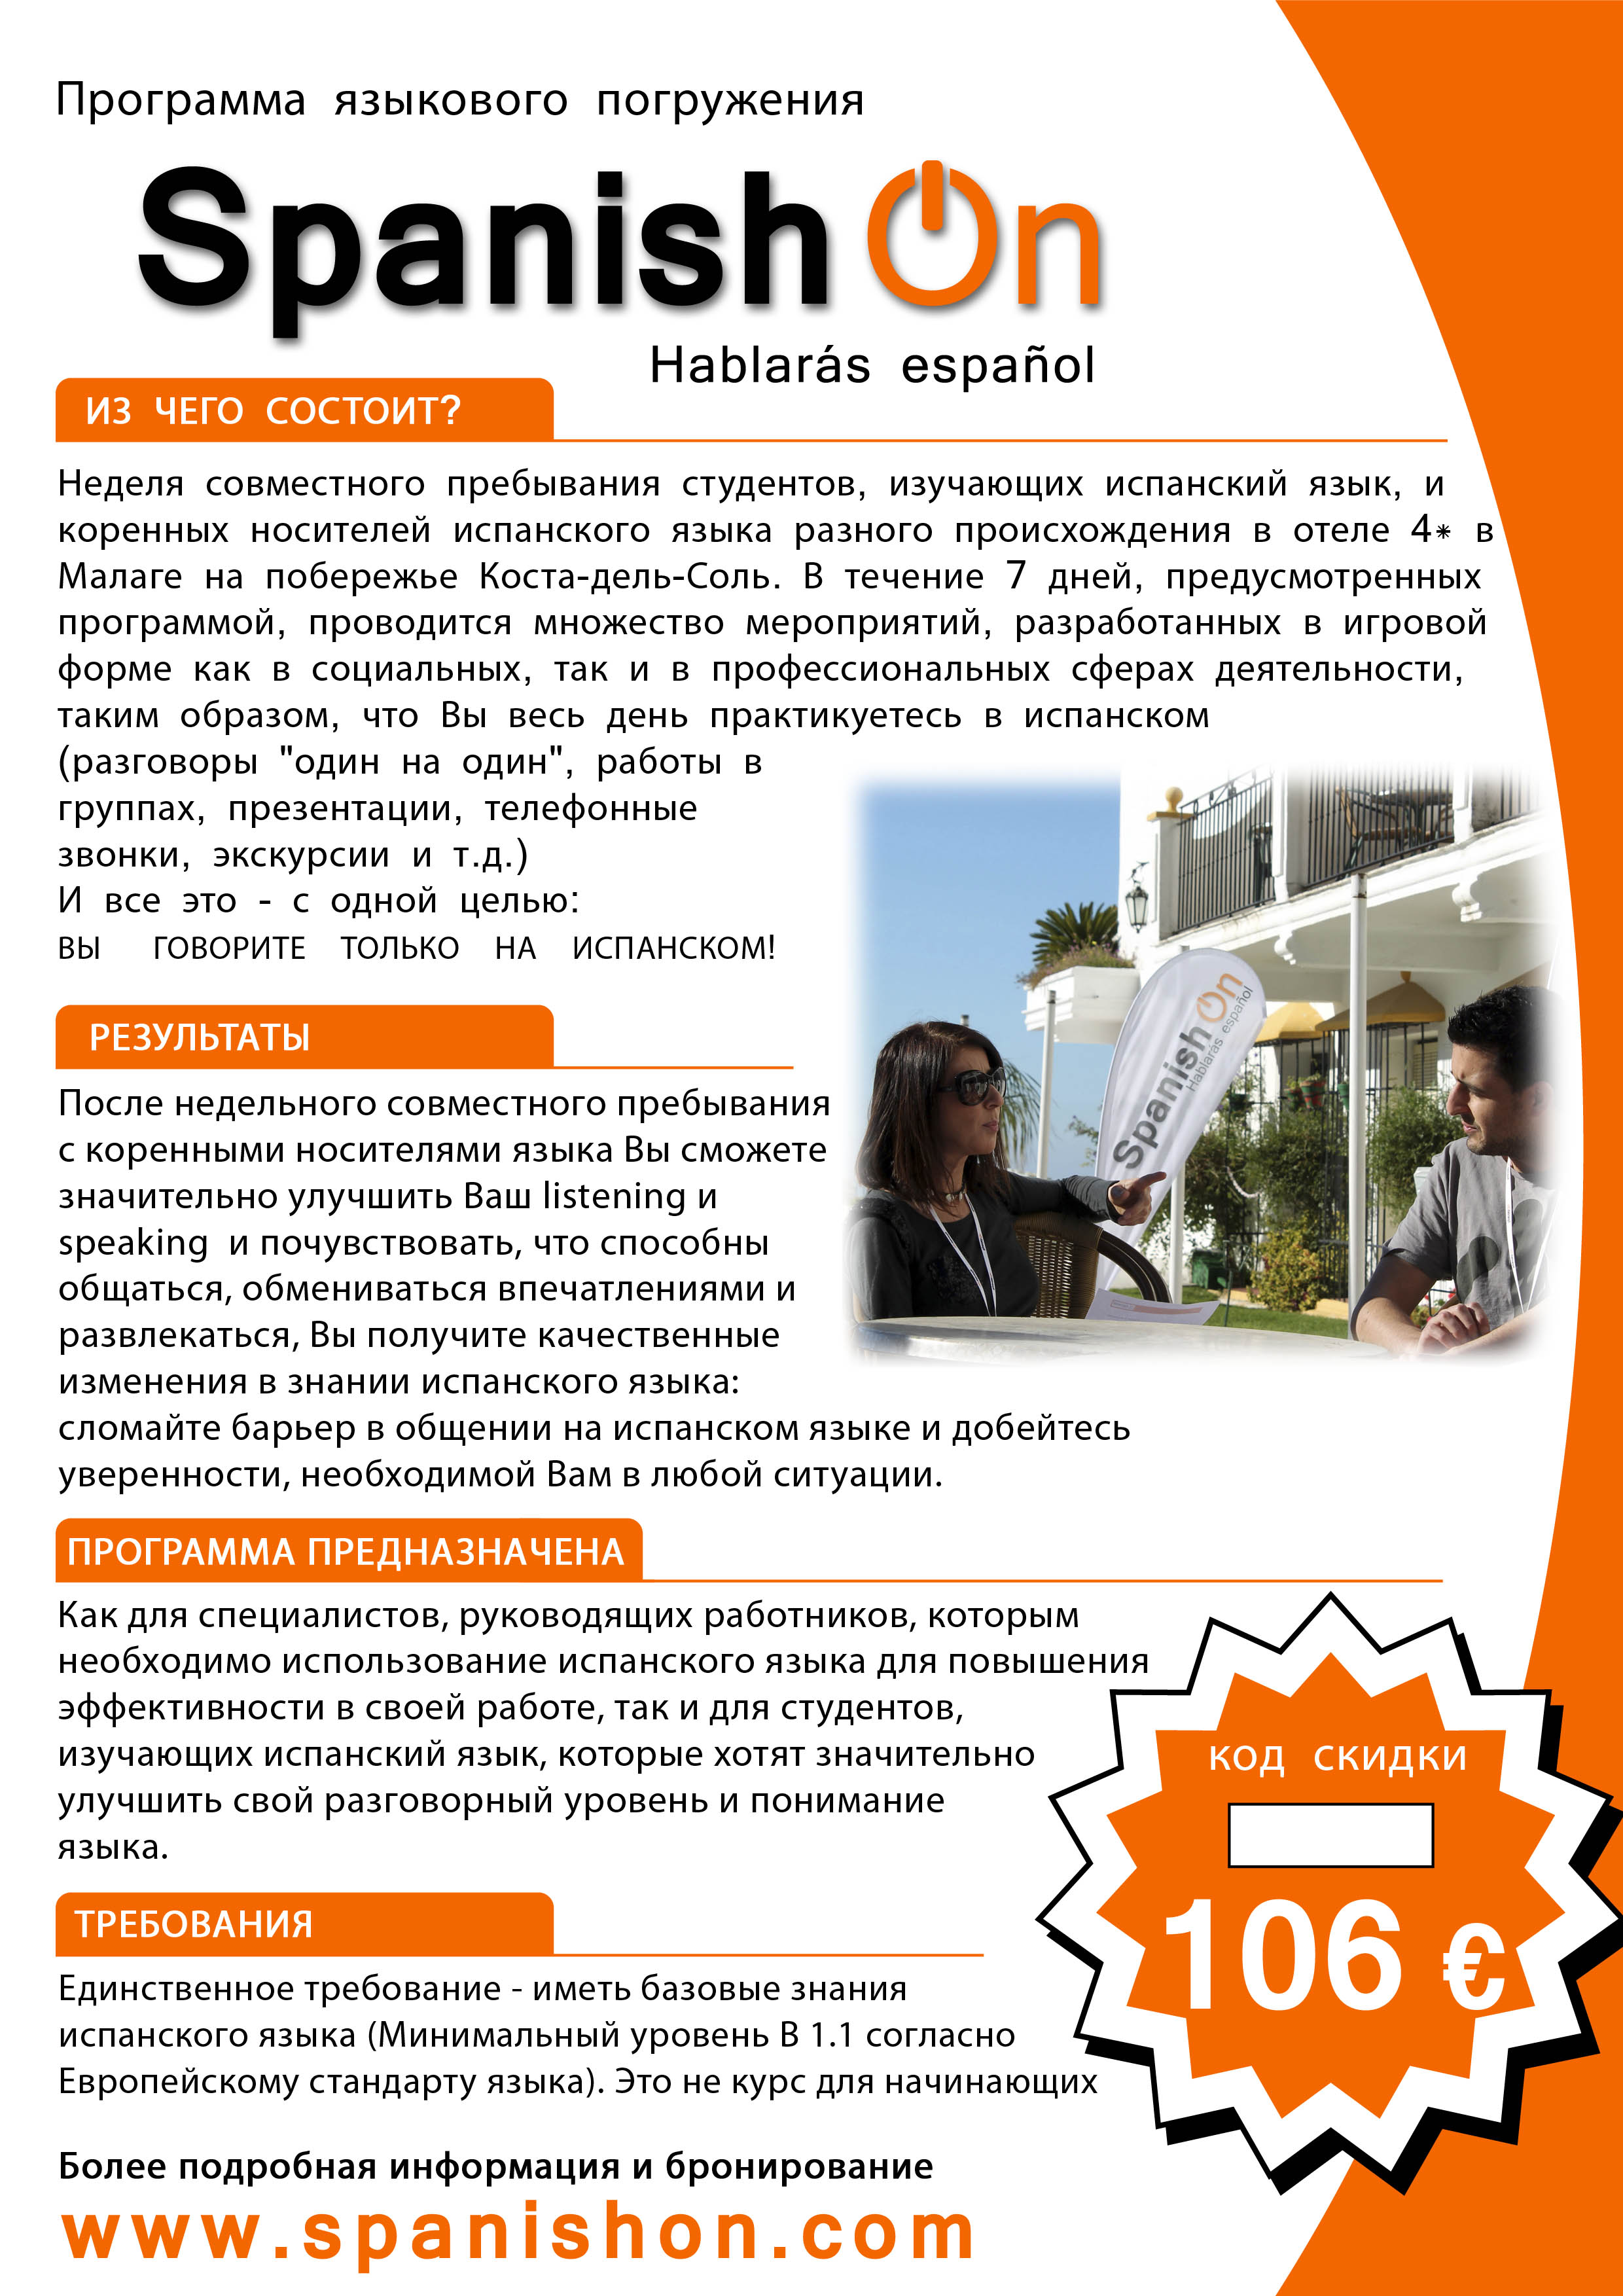 Программа языкового погружения
Spanish On
Hablarás español
ИЗ ЧЕГО СОСТОИТ?
Неделя совместного пребывания студентов, изучающих испанский язык, и
коренных носителей испанского языка разного происхождения в отеле 4* в
Малаге на побережье Коста-дель-Соль. В течение 7 дней, предусмотренных
программой, проводится множество мероприятий, разработанных в игровой
форме как в социальных, так и в профессиональных сферах деятельности,
таким образом, что Вы весь день практикуетесь в испанском
(разговоры "один на один", работы в
группах, презентации, телефонные
звонки, экскурсии и т.д.)
И все это - с одной целью:
ВЫ ГОВОРИТЕ ТОЛЬКО НА ИСПАНСКОМ!
Spanish On
Hablarás español
РЕЗУЛЬТАТЫ
После недельного совместного пребывания
с коренными носителями языка Вы сможете
значительно улучшить Ваш listening и
speaking и почувствовать, что способны
общаться, обмениваться впечатлениями и
развлекаться, Вы получите качественные
изменения в знании испанского языка:
сломайте барьер в общении на испанском языке и добейтесь
уверенности, необходимой Вам в любой ситуации.
ПРОГРАММА ПРЕДНАЗНАЧЕНА
Как для специалистов, руководящих работников, которым
необходимо использование испанского языка для повышения
эффективности в своей работе, так и для студентов,
изучающих испанский язык, которые хотят значительно
улучшить свой разговорный уровень и понимание
языка.
код скидки
106 €
ТРЕБОВАНИЯ
Единственное требование - иметь базовые знания
испанского языка (Минимальный уровень B 1.1 согласно
Европейскому стандарту языка). Это не курс для начинающих
Более подробная информация и бронирование
www.spanishon.com